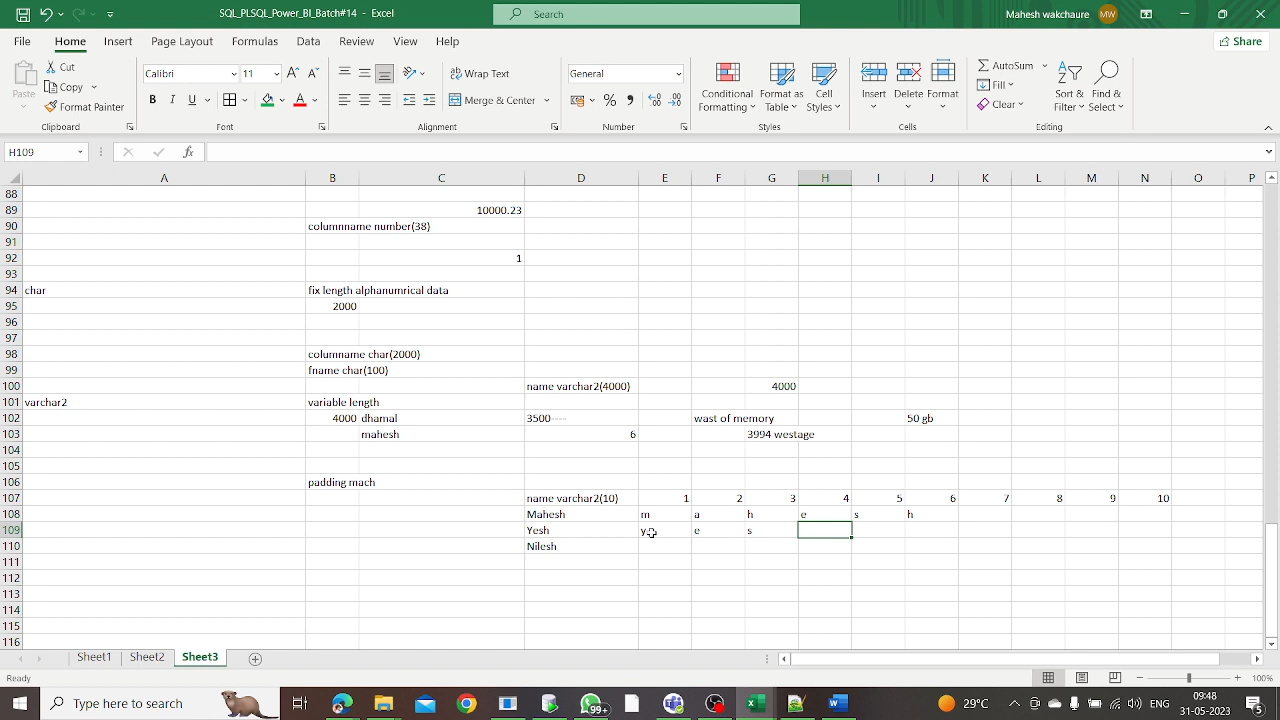 SQL_PLSQL_Power_BI_Batch#14 - Excel
Search
Mahesh wakchaure
MW
File Home Insert Page Layout Formulas Data Review View Help
Share
Paste
Cut
Copy
Format Painter
Calibri 11
B I U
Wrap Text
Merge & Center
General
Conditional Formatting
Format as Table
Cell Styles
Insert Delete Format
AutoSum
Fill
Clear
Sort & Filter
Find & Select
Clipboard Font Alignment Number Styles Cells Editing
H109 fx
A B C D E F G H I J K L M N O P
88
89 10000.23
90 columnname number(38)
91
92 1
93
94 char fix length alphanumrical data
95 2000
96
97
98 columname char(2000)
99 fname char(100)
100 name varchar2(4000) 4000
101 varchar2 variable length
102 4000 dhamal 3500---- wast of memory 50 gb
103 mahesh 6 3994 westage
104
105
106 padding mach
107 name varchar2(10) 1 2 3 4 5 6 7 8 9 10
108 Mahesh m a h e s h
109 Yesh y e s
110 Nilesh
111
112
113
114
115
116
Sheet1 Sheet2 Sheet3
Ready
100%
Type here to search
99+
29°C
ENG
09:48
31-05-2023